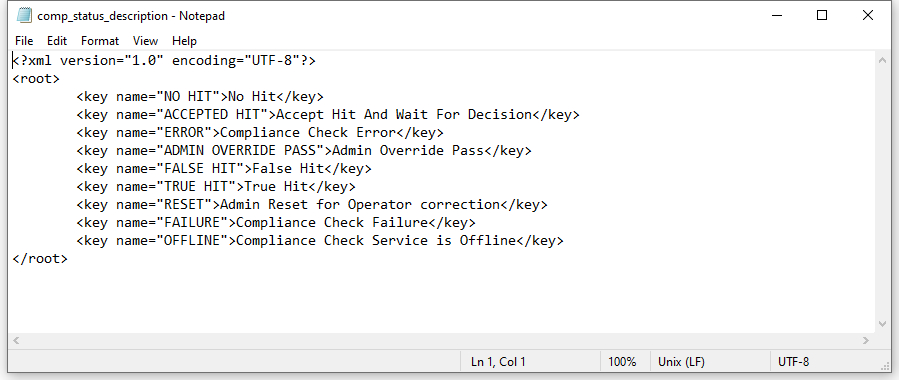 comp_status_description - Notepad
File Edit Format View Help
<?xml version="1.0" encoding="UTF-8"?>
<root>
<key name="NO HIT">No Hit</key>
<key name="ACCEPTED HIT">Accept Hit And Wait For Decision</key>
<key name="ERROR">Compliance Check Error</key>
<key name="ADMIN OVERRIDE PASS">Admin Override Pass</key>
<key name="FALSE HIT">False Hit</key>
<key name="TRUE HIT">True Hit</key>
<key name="RESET">Admin Reset for Operator correction</key>
<key name="FAILURE">Compliance Check Failure</key>
<key name="OFFLINE">Compliance Check Service is Offline</key>
</root>
Ln 1, Col 1 100% Unix (LF) UTF-8